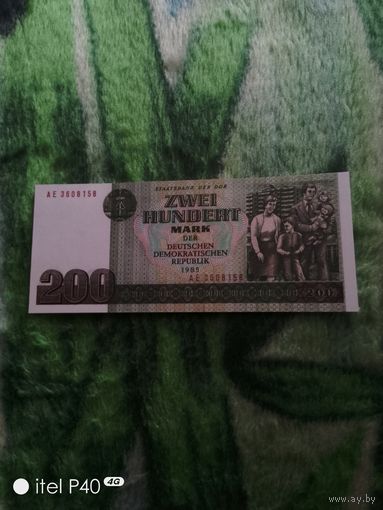 STAATSBANK DER DDR
AE 3608158
ZWEI
HUNDERT
MARK
DER
DEUTSCHEN
DEMOKRATISCHEN
REPUBLIK
1985
AE 3608158
200
200
itel P40 4G
www.ay.by